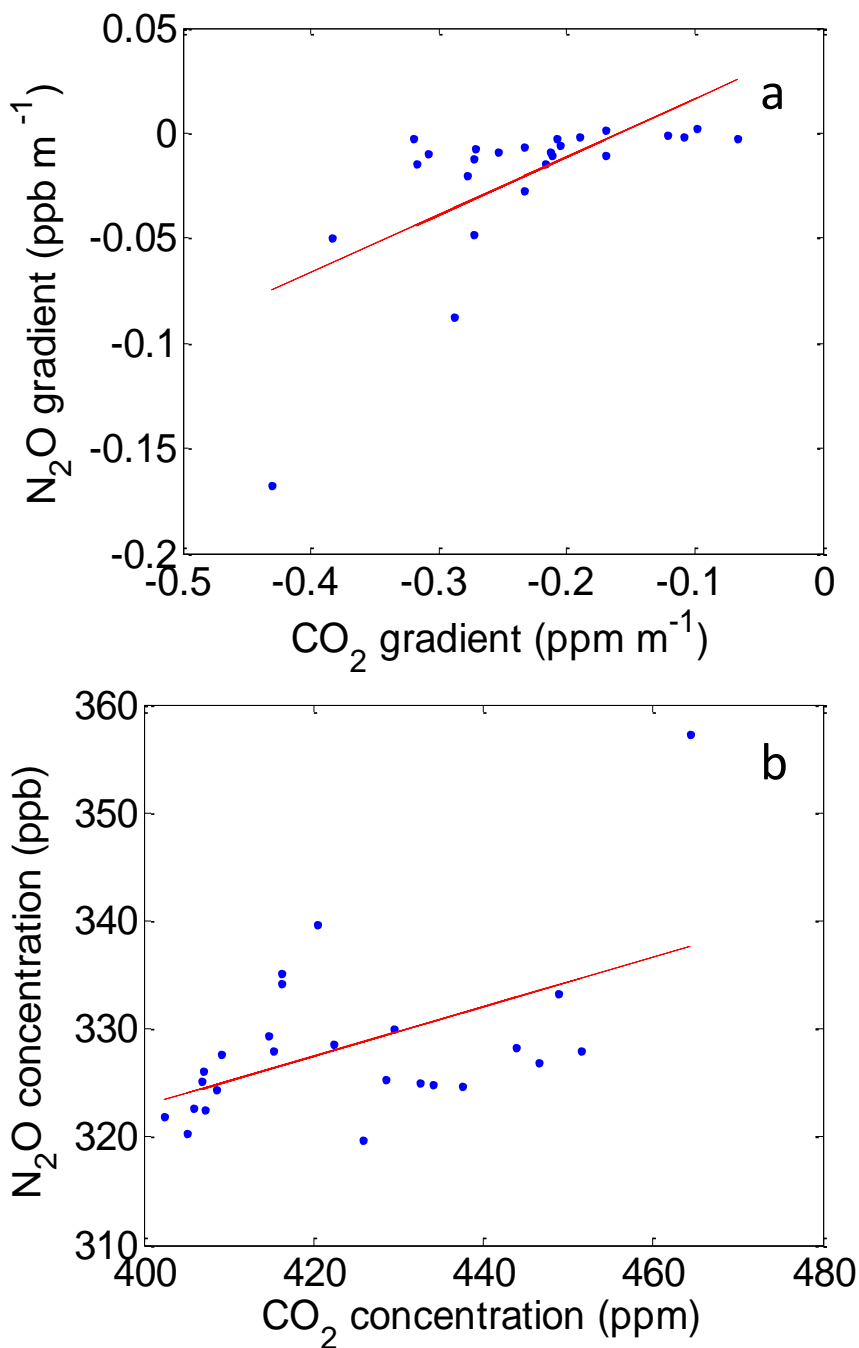 0.05
0
-0.05
-0.1
-0.15
-0.2
N₂O gradient (ppb m ⁻¹)
a
-0.5 -0.4 -0.3 -0.2 -0.1 0
CO₂ gradient (ppm m⁻¹)
360
350
340
330
320
310
N₂O concentration (ppb)
b
400 420 440 460 480
CO₂ concentration (ppm)